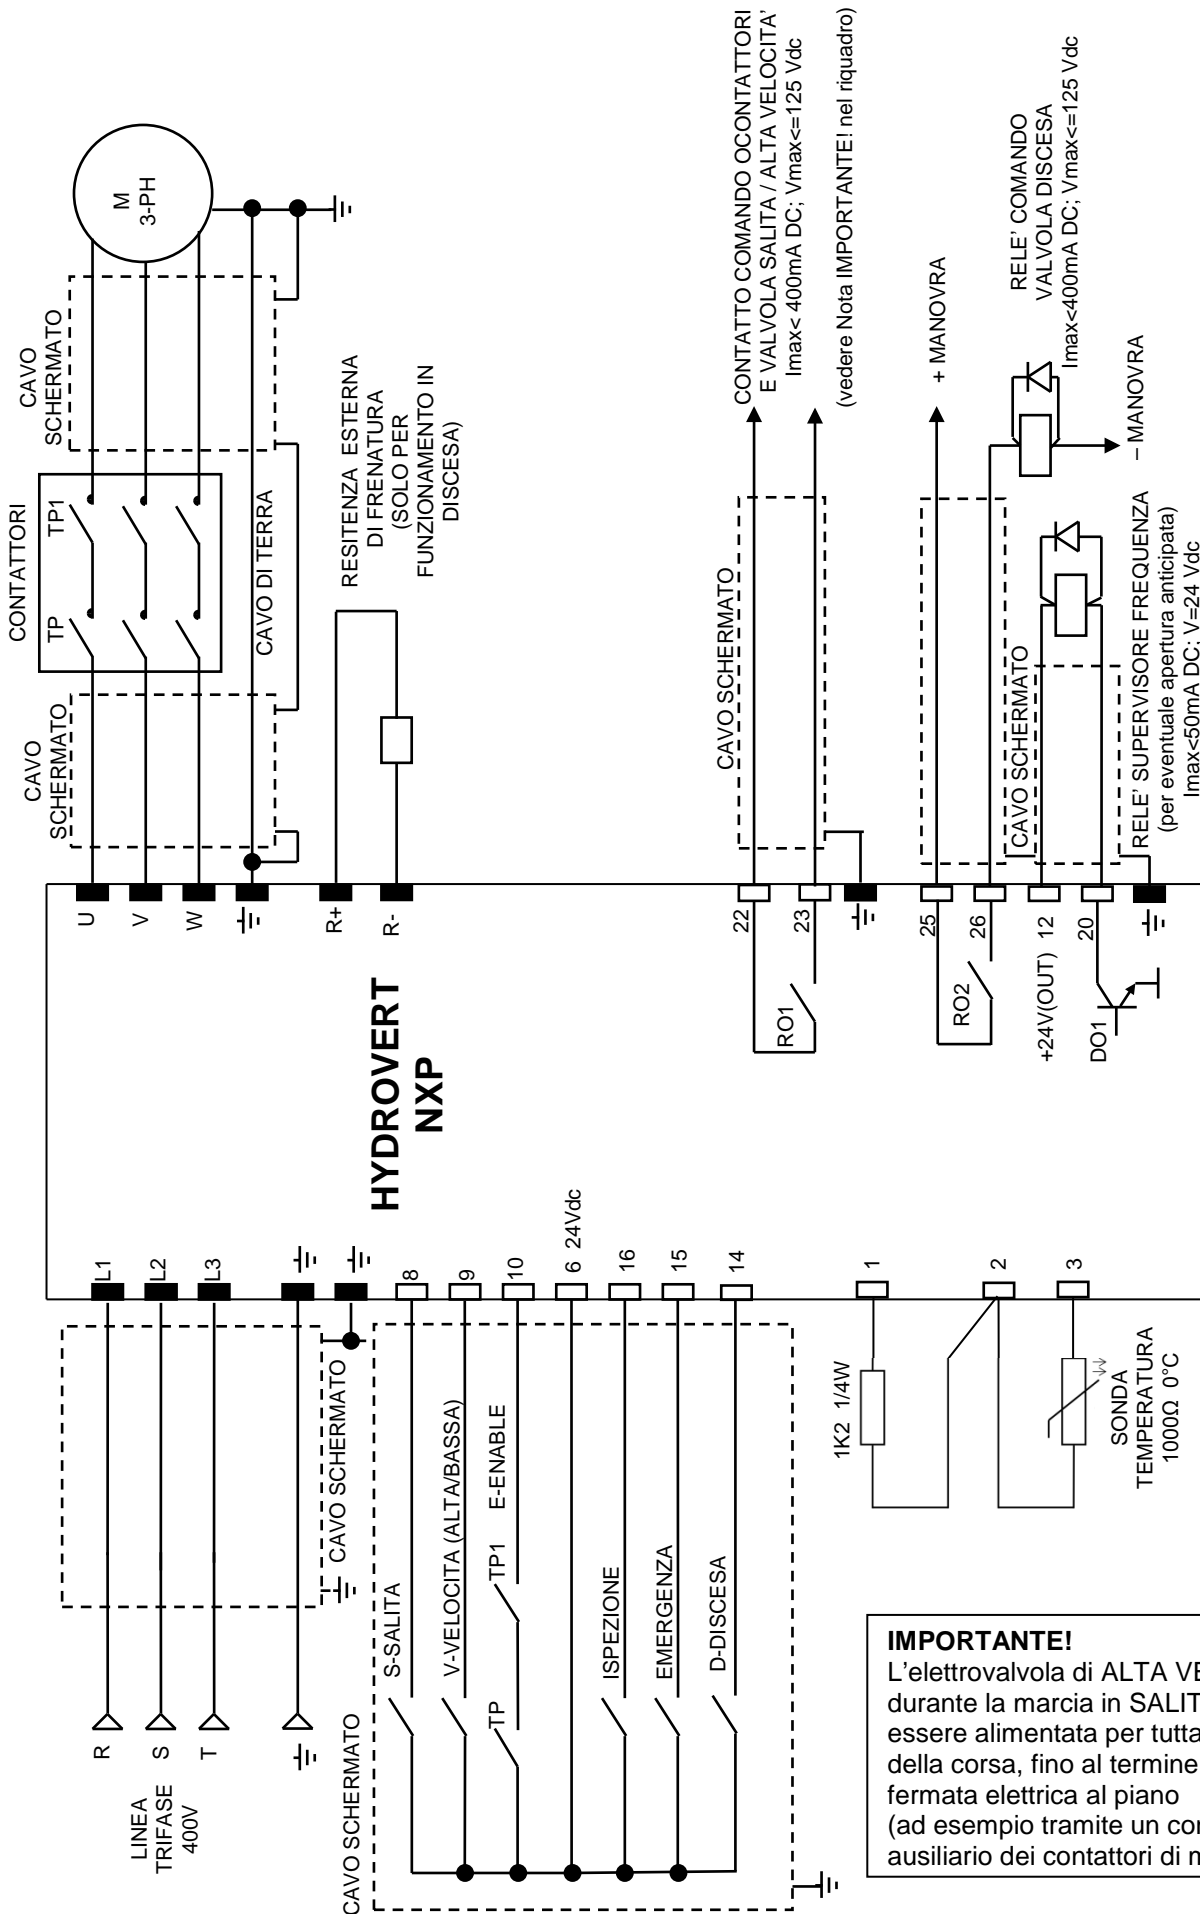 CONTATTORI
TP
TP1
CAVO
SCHERMATO
CAVO
SCHERMATO
M
3-PH
CAVO DI TERRA
U
V
W
R+
R-
RESITENZA ESTERNA
DI FRENATURA
(SOLO PER
FUNZIONAMENTO IN
DISCESA)
HYDROVERT
NXP
22
23
RO1
CAVO SCHERMATO
CONTATTO COMANDO OCONTATTORI
E VALVOLA SALITA / ALTA VELOCITA'
Imax< 400mA DC; Vmax<=125 Vdc
(vedere Nota IMPORTANTE! nel riquadro)
25
26
RO2
+ MANOVRA
RELE' COMANDO
VALVOLA DISCESA
Imax<400mA DC; Vmax<=125 Vdc
– MANOVRA
CAVO SCHERMATO
+24V(OUT) 12
20
DO1
RELE' SUPERVISORE FREQUENZA
(per eventuale apertura anticipata)
Imax<50mA DC; V=24 Vdc
LINEA
TRIFASE
400V
R
S
T
L1
L2
L3
CAVO SCHERMATO
CAVO SCHERMATO
S-SALITA
8
V-VELOCITA (ALTA/BASSA)
9
TP
TP1
E-ENABLE
10
6 24Vdc
ISPEZIONE
16
EMERGENZA
15
D-DISCESA
14
1K2 1/4W
1
2
3
SONDA
TEMPERATURA
1000Ω 0°C
IMPORTANTE!
L'elettrovalvola di ALTA
durante la marcia in
essere alimentata per tutta
della corsa, fino al termine
fermata elettrica al piano
(ad esempio tramite un
ausiliario dei contattori di